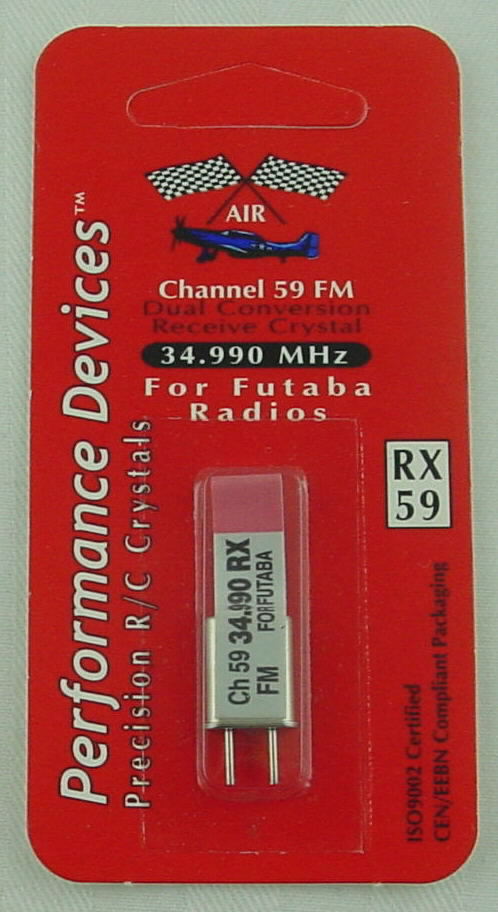 AIR
Channel 59 FM
Dual Conversion
Receive Crystal
34.990 MHz
For Futaba
Radios
Performance Devices™
Precision R/C Crystals
RX
59
Ch 59 34.990 RX
FM FOR FUTABA
ISO9002 Certified
CEN/EEBN Compliant Packaging